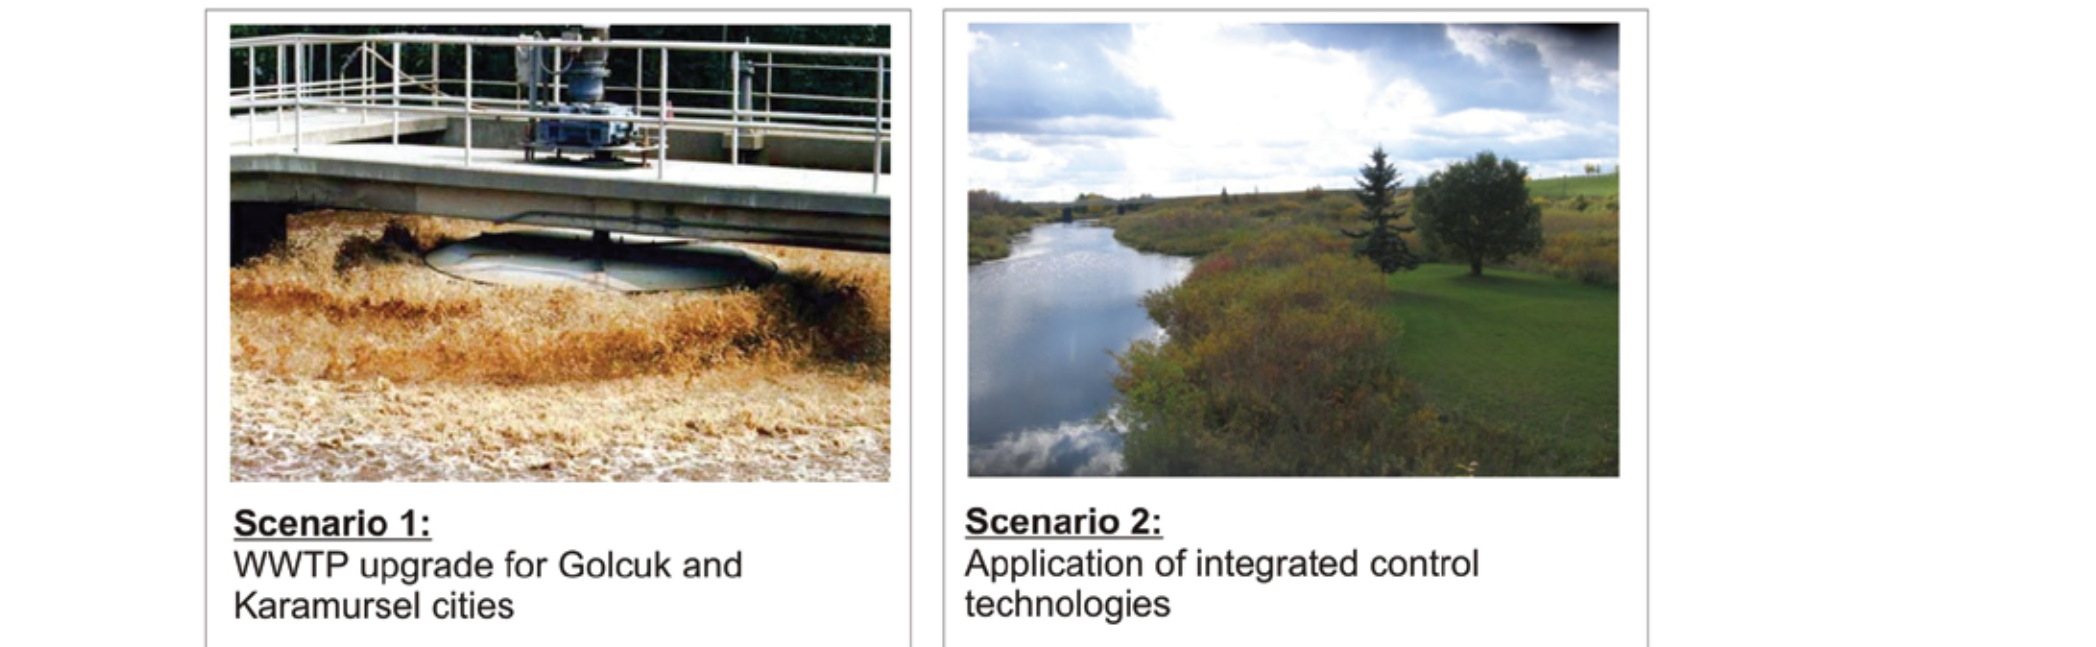 Scenario 1:
WWTP upgrade for Golcuk and
Karamursel cities
Scenario 2:
Application of integrated control
technologies